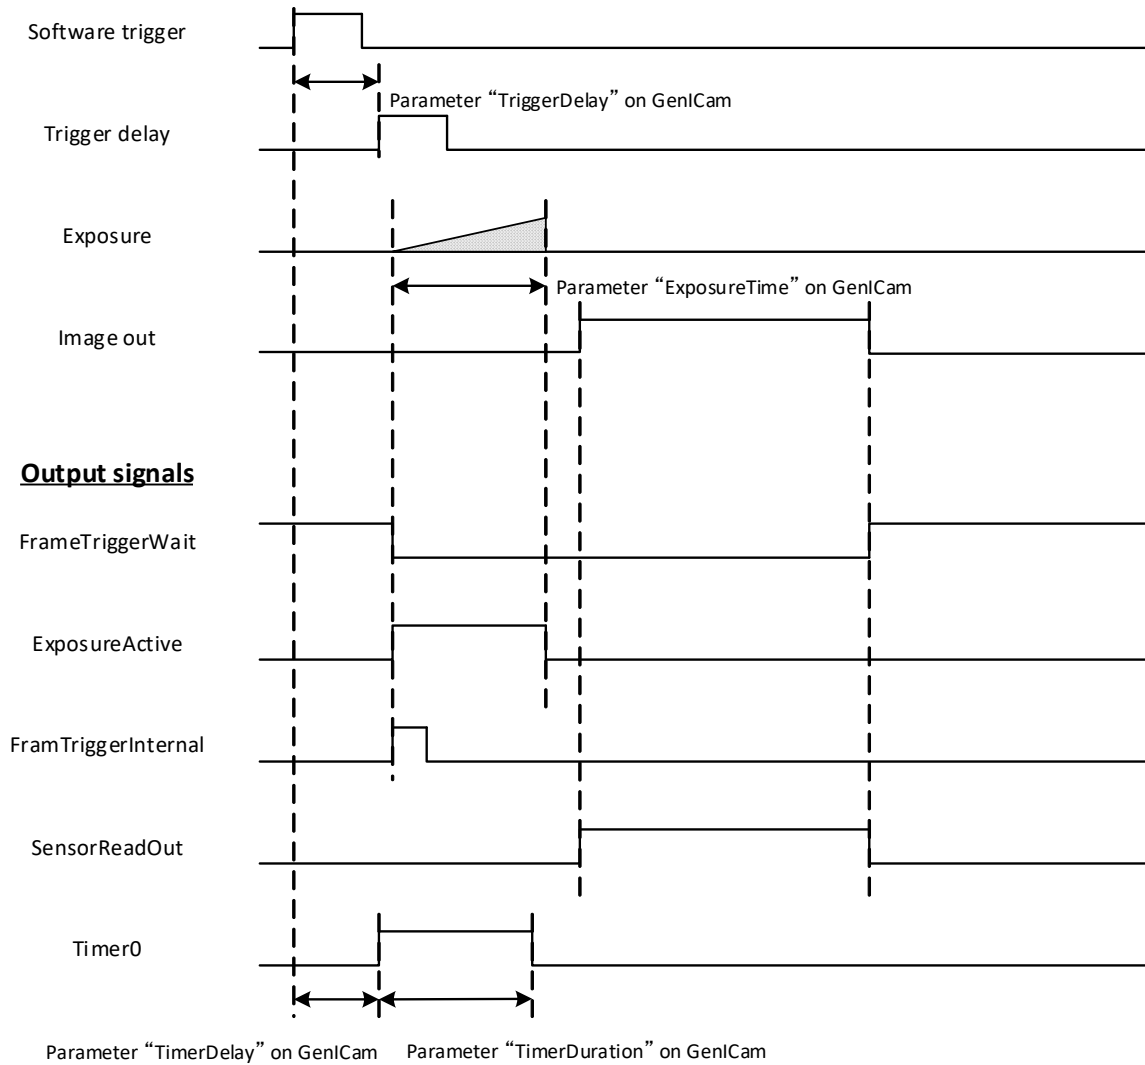 Software trigger
Parameter “TriggerDelay” on GenICam
Trigger delay
Exposure
Parameter “ExposureTime” on GenICam
Image out
Output signals
FrameTriggerWait
ExposureActive
FramTriggerInternal
SensorReadOut
Timer0
Parameter “TimerDelay” on GenICam
Parameter “TimerDuration” on GenICam